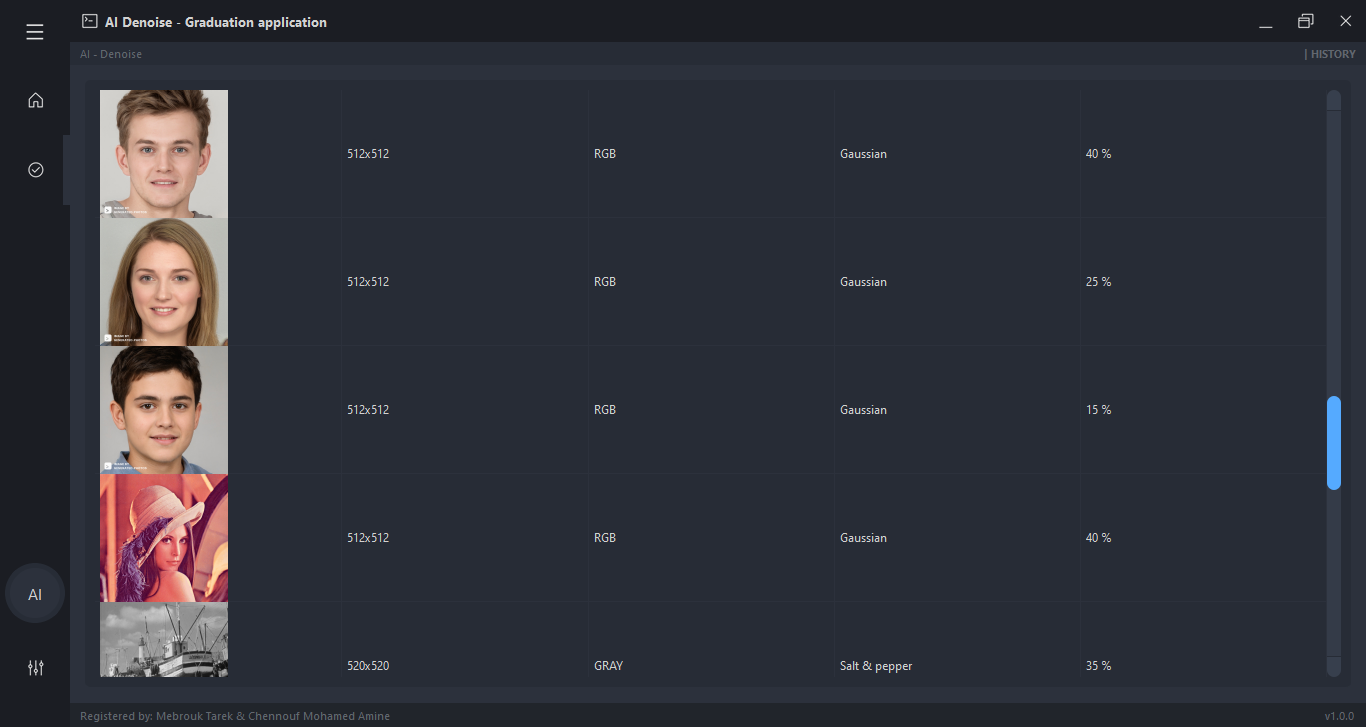 AI Denoise - Graduation application
AI - Denoise
| HISTORY
512x512 RGB Gaussian 40 %
512x512 RGB Gaussian 25 %
512x512 RGB Gaussian 15 %
512x512 RGB Gaussian 40 %
520x520 GRAY Salt & pepper 35 %
AI
Registered by: Mebrouk Tarek & Chennouf Mohamed Amine
v1.0.0